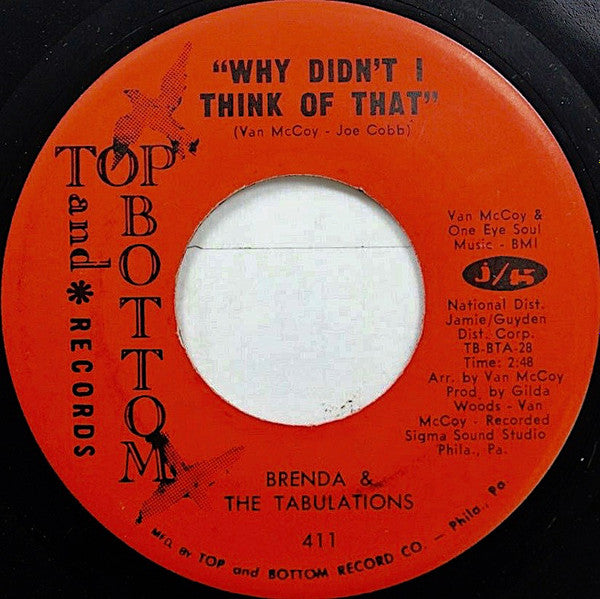 "WHY DIDN'T I
THINK OF THAT"
(Van McCoy - Joe Cobb)
TOP
and
BOTTOM
* RECORDS
Van McCoy &
One Eye Soul
Music - BMI
J/G
National Dist.
Jamie/Guyden
Dist. Corp.
TB-BTA-28
Time: 2:48
Arr. by Van McCoy
Prod. by Gilda
Woods - Van
McCoy - Recorded
Sigma Sound Studio
Phila., Pa.
BRENDA &
THE TABULATIONS
411
MFG. BY TOP and BOTTOM RECORD CO. - Phila., Pa.